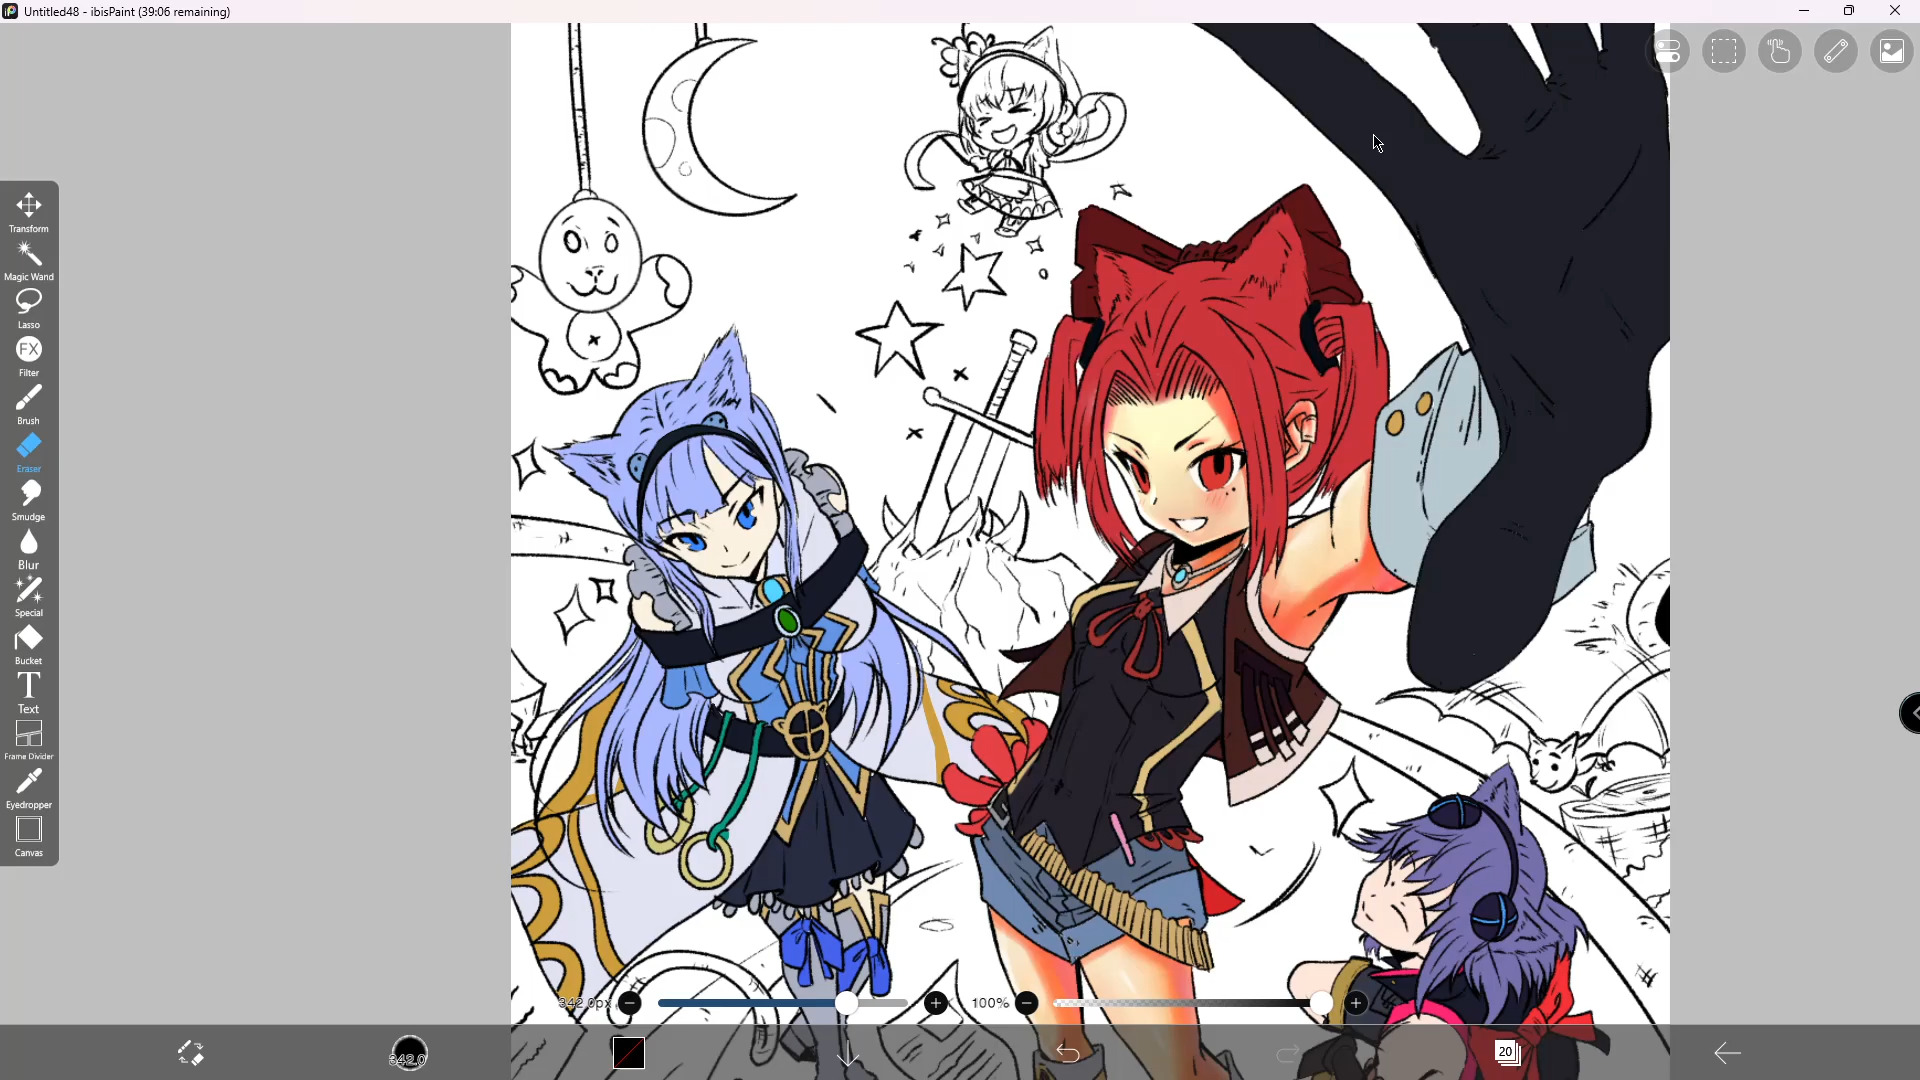 Untitled48 - ibisPaint (39:06 remaining)
Transform
Magic Wand
Lasso
FX
Filter
Brush
Eraser
Smudge
Blur
Special
Bucket
T
Text
Frame Divider
Eyedropper
Canvas
342.0px
100%
342.0
20